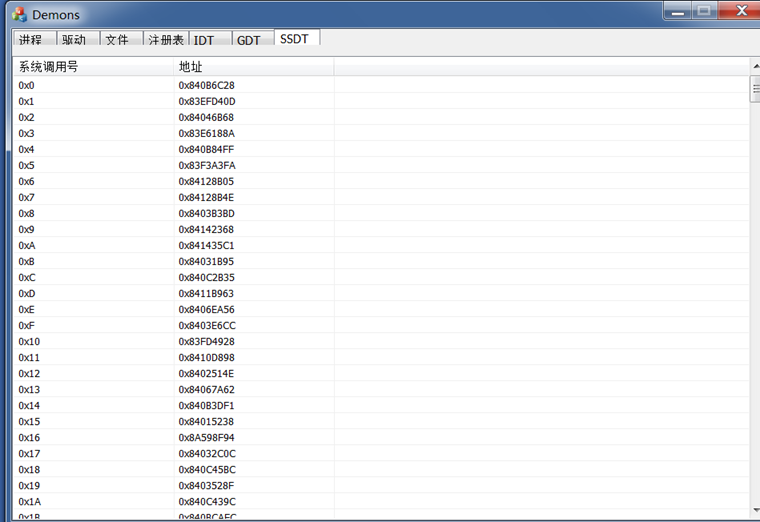 Demons
进程 驱动 文件 注册表 IDT GDT SSDT
系统调用号 地址
0x0 0x840B6C28
0x1 0x83EFD40D
0x2 0x84046B68
0x3 0x83E6188A
0x4 0x840B84FF
0x5 0x83F3A3FA
0x6 0x84128B05
0x7 0x84128B4E
0x8 0x8403B3BD
0x9 0x84142368
0xA 0x841435C1
0xB 0x84031B95
0xC 0x840C2B35
0xD 0x8411B963
0xE 0x8406EA56
0xF 0x8403E6CC
0x10 0x83FD4928
0x11 0x8410D898
0x12 0x8402514E
0x13 0x84067A62
0x14 0x840B3DF1
0x15 0x84015238
0x16 0x8A598F94
0x17 0x84032C0C
0x18 0x840C45BC
0x19 0x8403528F
0x1A 0x840C439C
0x1B 0x840BCAEC